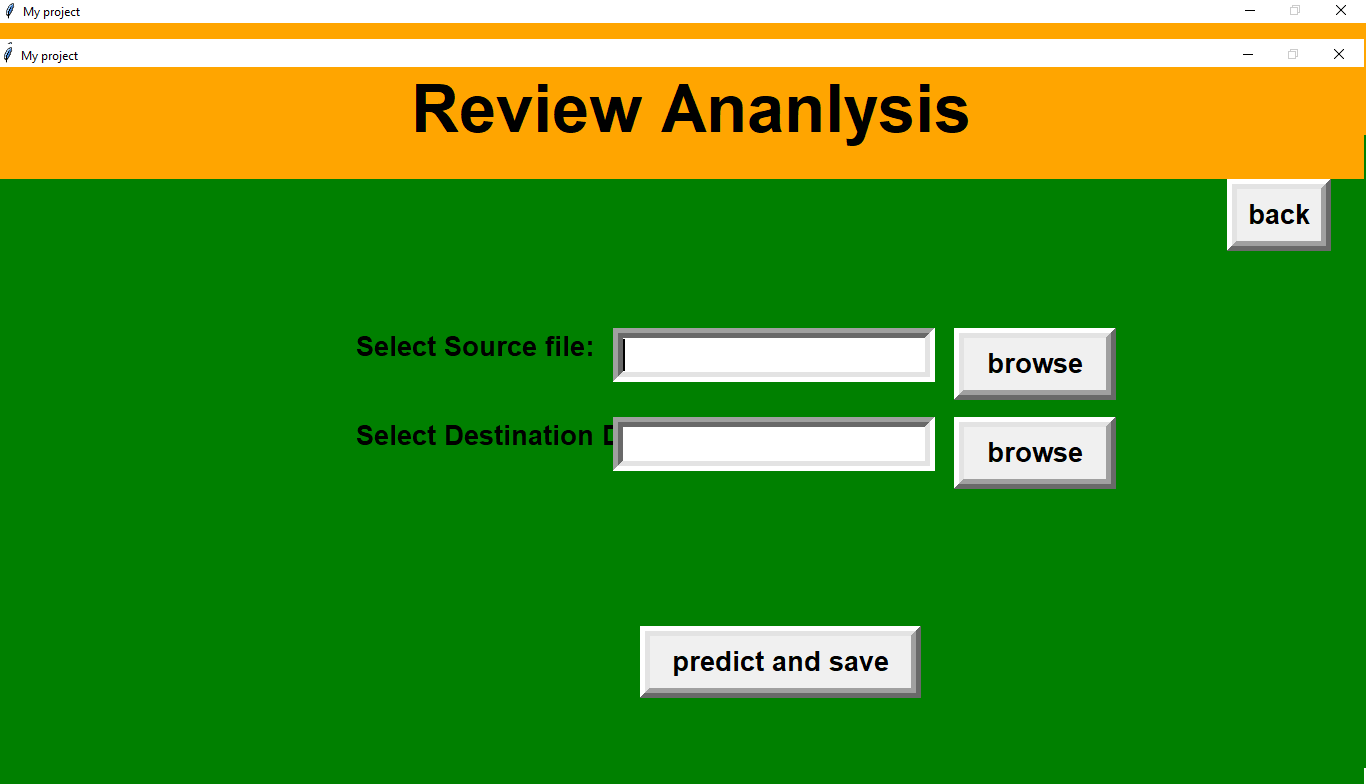 My project
My project
Review Ananlysis
back
Select Source file:
browse
Select Destination
browse
predict and save